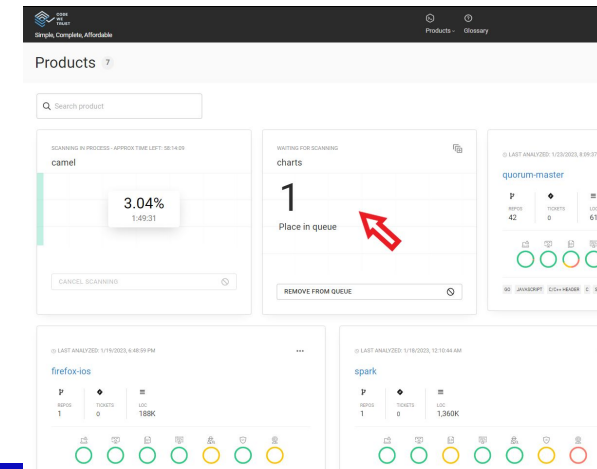 CODE
WE
TRUST
Simple, Complete, Affordable
Products
Glossary
Products 7
Search product
SCANNING IN PROCESS - APPROX TIME LEFT: 58:14:09
camel
3.04%
1:49:31
CANCEL SCANNING
WAITING FOR SCANNING
charts
1
Place in queue
REMOVE FROM QUEUE
LAST ANALYZED: 1/23/2023, 8:09:37
quorum-master
REPOS TICKETS LOC
42 0 61
GO JAVASCRIPT C/C++ HEADER C S
LAST ANALYZED: 1/19/2023, 6:48:59 PM
firefox-ios
REPOS TICKETS LOC
1 0 188K
LAST ANALYZED: 1/18/2023, 12:10:44 AM
spark
REPOS TICKETS LOC
1 0 1,360K